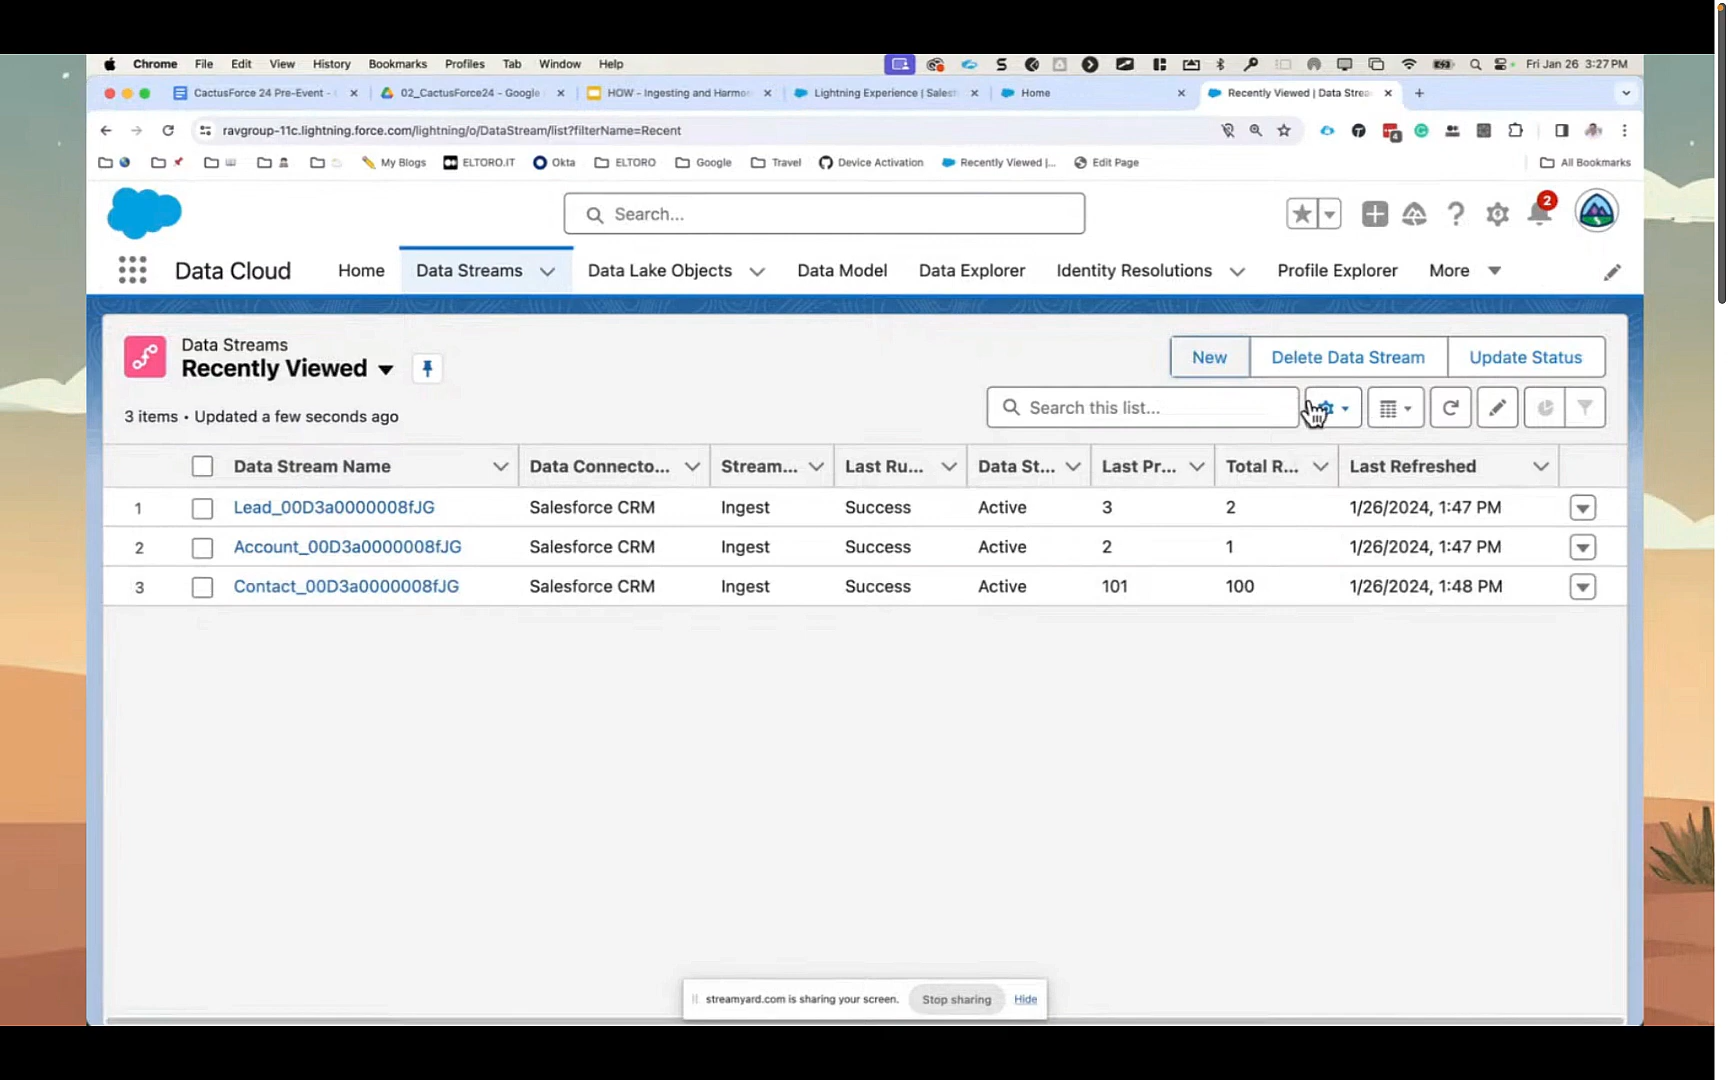 Chrome File Edit View History Bookmarks Profiles Tab Window Help Fri Jan 26 3:27 PM
CactusForce 24 Pre-Event - 02_CactusForce24 - Google HOW - Ingesting and Harmo Lightning Experience | Salesf Home Recently Viewed | Data Strea
ravgroup-11c.lightning.force.com/lightning/o/DataStream/list?filterName=Recent 4
My Blogs ELTORO.IT Okta ELTORO Google Travel Device Activation Recently Viewed |... Edit Page All Bookmarks
Search... 2
Data Cloud Home Data Streams Data Lake Objects Data Model Data Explorer Identity Resolutions Profile Explorer More
Data Streams
Recently Viewed
New Delete Data Stream Update Status
3 items • Updated a few seconds ago
Search this list...
Data Stream Name Data Connecto... Stream... Last Ru... Data St... Last Pr... Total R... Last Refreshed
1 Lead_00D3a0000008fJG Salesforce CRM Ingest Success Active 3 2 1/26/2024, 1:47 PM
2 Account_00D3a0000008fJG Salesforce CRM Ingest Success Active 2 1 1/26/2024, 1:47 PM
3 Contact_00D3a0000008fJG Salesforce CRM Ingest Success Active 101 100 1/26/2024, 1:48 PM
streamyard.com is sharing your screen. Stop sharing Hide